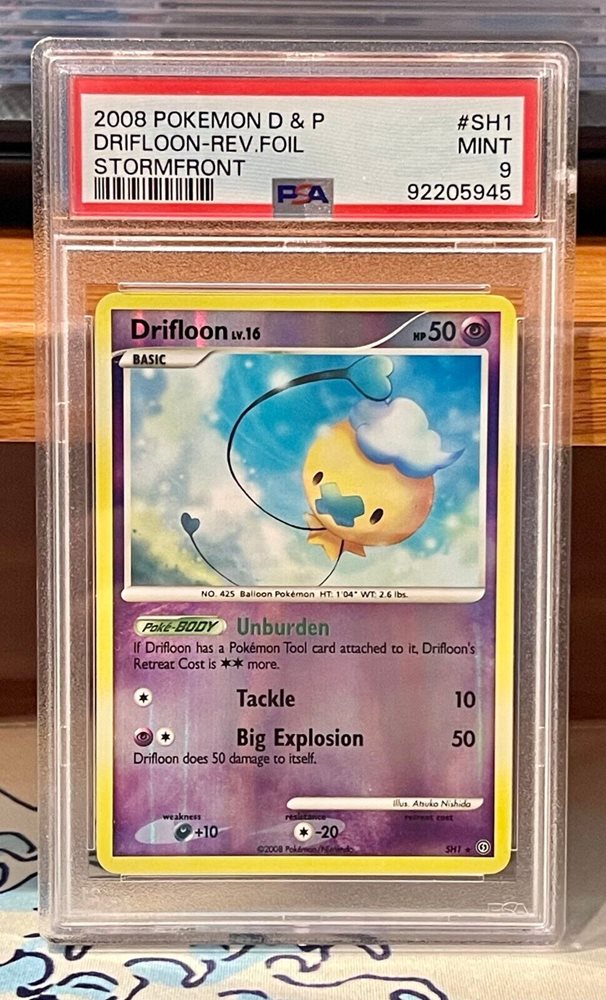 2008 POKEMON D & P #SH1
DRIFLOON-REV.FOIL MINT
STORMFRONT 9
PSA 92205945
Drifloon LV.16 HP 50
BASIC
NO. 425 Balloon Pokémon HT: 1'04" WT: 2.6 lbs.
Poké-BODY Unburden
If Drifloon has a Pokémon Tool card attached to it, Drifloon's
Retreat Cost is ✶✶ more.
Tackle 10
Big Explosion 50
Drifloon does 50 damage to itself.
Illus. Atsuko Nishida
weakness resistance retreat cost
+10 -20
©2008 Pokémon/Nintendo SH1 ★
PSA